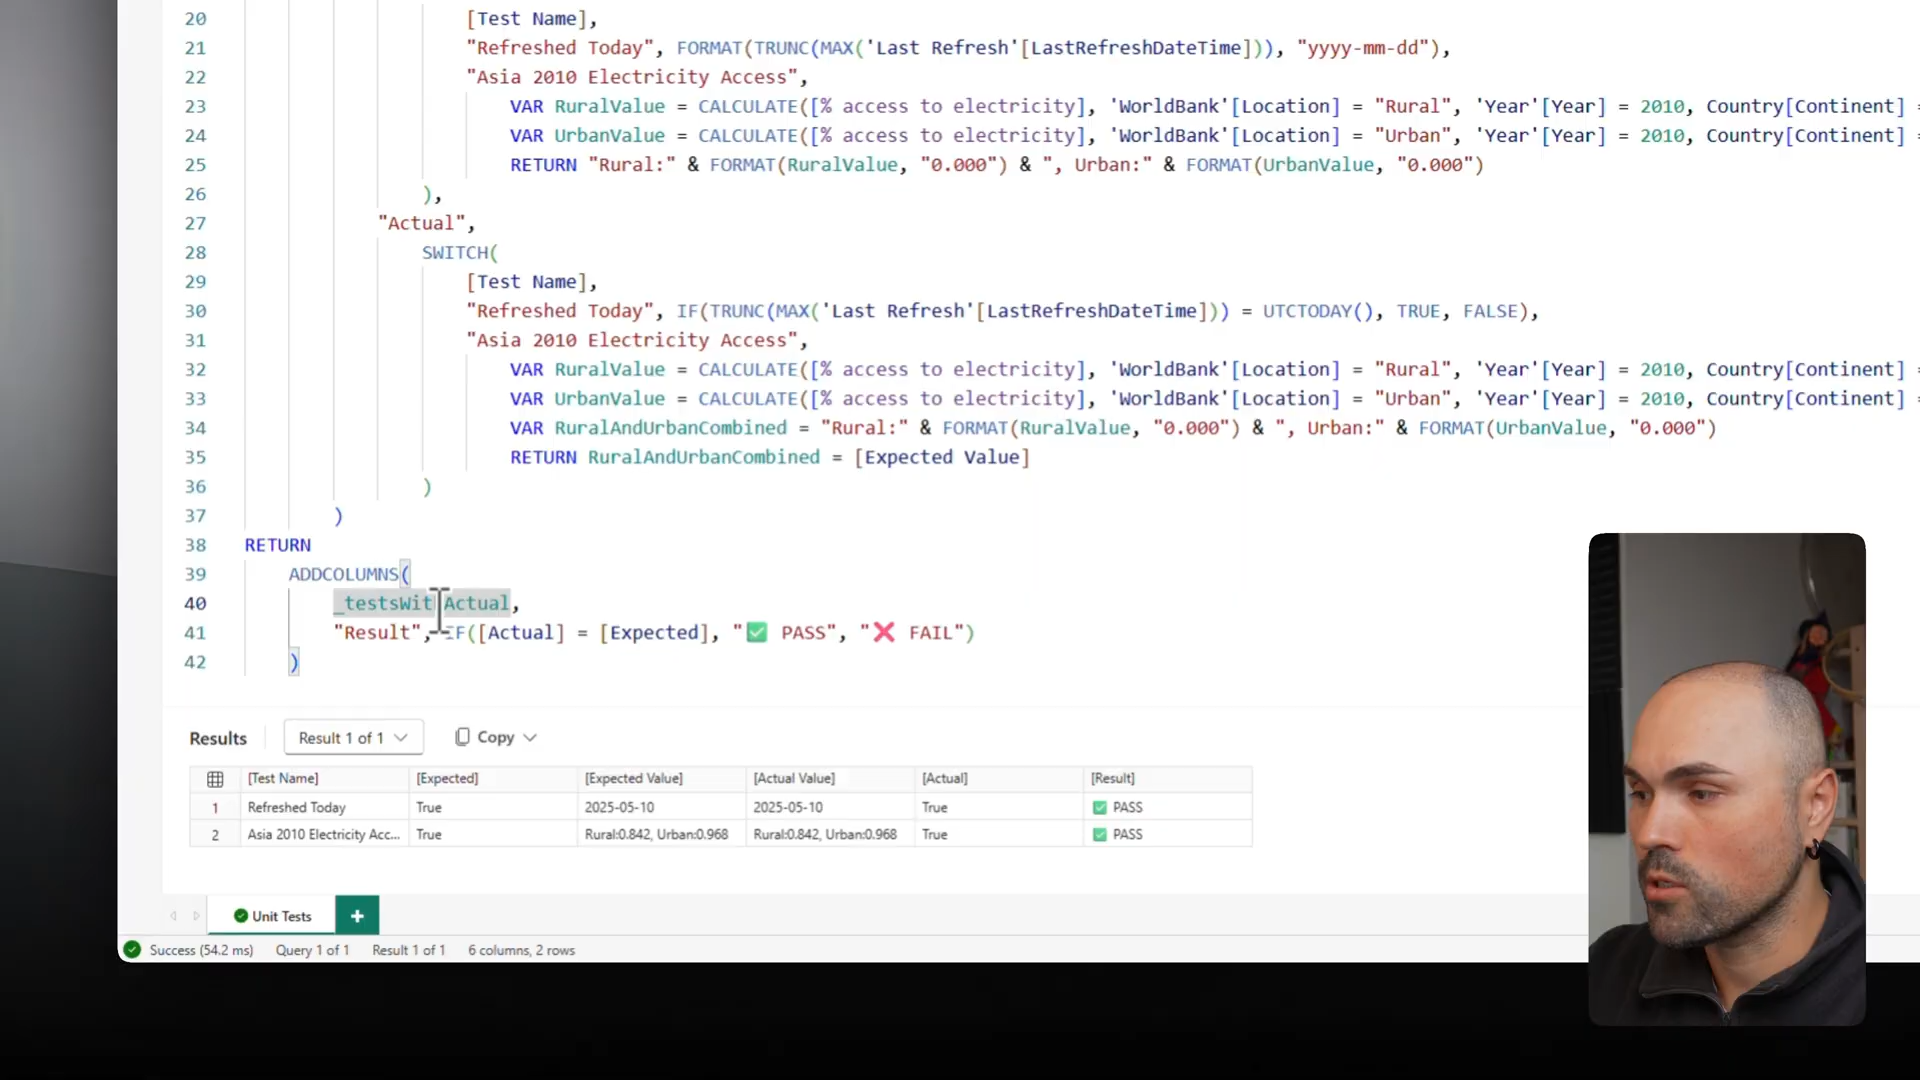 20 [Test Name],
21 "Refreshed Today", FORMAT(TRUNC(MAX('Last Refresh'[LastRefreshDateTime])), "yyyy-mm-dd"),
22 "Asia 2010 Electricity Access",
23 VAR RuralValue = CALCULATE([% access to electricity], 'WorldBank'[Location] = "Rural", 'Year'[Year] = 2010, Country[Continent] =
24 VAR UrbanValue = CALCULATE([% access to electricity], 'WorldBank'[Location] = "Urban", 'Year'[Year] = 2010, Country[Continent] =
25 RETURN "Rural:" & FORMAT(RuralValue, "0.000") & ", Urban:" & FORMAT(UrbanValue, "0.000")
26 ),
27 "Actual",
28 SWITCH(
29 [Test Name],
30 "Refreshed Today", IF(TRUNC(MAX('Last Refresh'[LastRefreshDateTime])) = UTCTODAY(), TRUE, FALSE),
31 "Asia 2010 Electricity Access",
32 VAR RuralValue = CALCULATE([% access to electricity], 'WorldBank'[Location] = "Rural", 'Year'[Year] = 2010, Country[Continent] =
33 VAR UrbanValue = CALCULATE([% access to electricity], 'WorldBank'[Location] = "Urban", 'Year'[Year] = 2010, Country[Continent] =
34 VAR RuralAndUrbanCombined = "Rural:" & FORMAT(RuralValue, "0.000") & ", Urban:" & FORMAT(UrbanValue, "0.000")
35 RETURN RuralAndUrbanCombined = [Expected Value]
36 )
37 )
38 RETURN
39 ADDCOLUMNS(
40 _testsWithActual,
41 "Result", IF([Actual] = [Expected], "✅ PASS", "❌ FAIL")
42 )
Results Result 1 of 1 Copy
[Test Name] [Expected] [Expected Value] [Actual Value] [Actual] [Result]
1 Refreshed Today True 2025-05-10 2025-05-10 True ✅ PASS
2 Asia 2010 Electricity Acc... True Rural:0.842, Urban:0.968 Rural:0.842, Urban:0.968 True ✅ PASS
Unit Tests +
Success (54.2 ms) Query 1 of 1 Result 1 of 1 6 columns, 2 rows